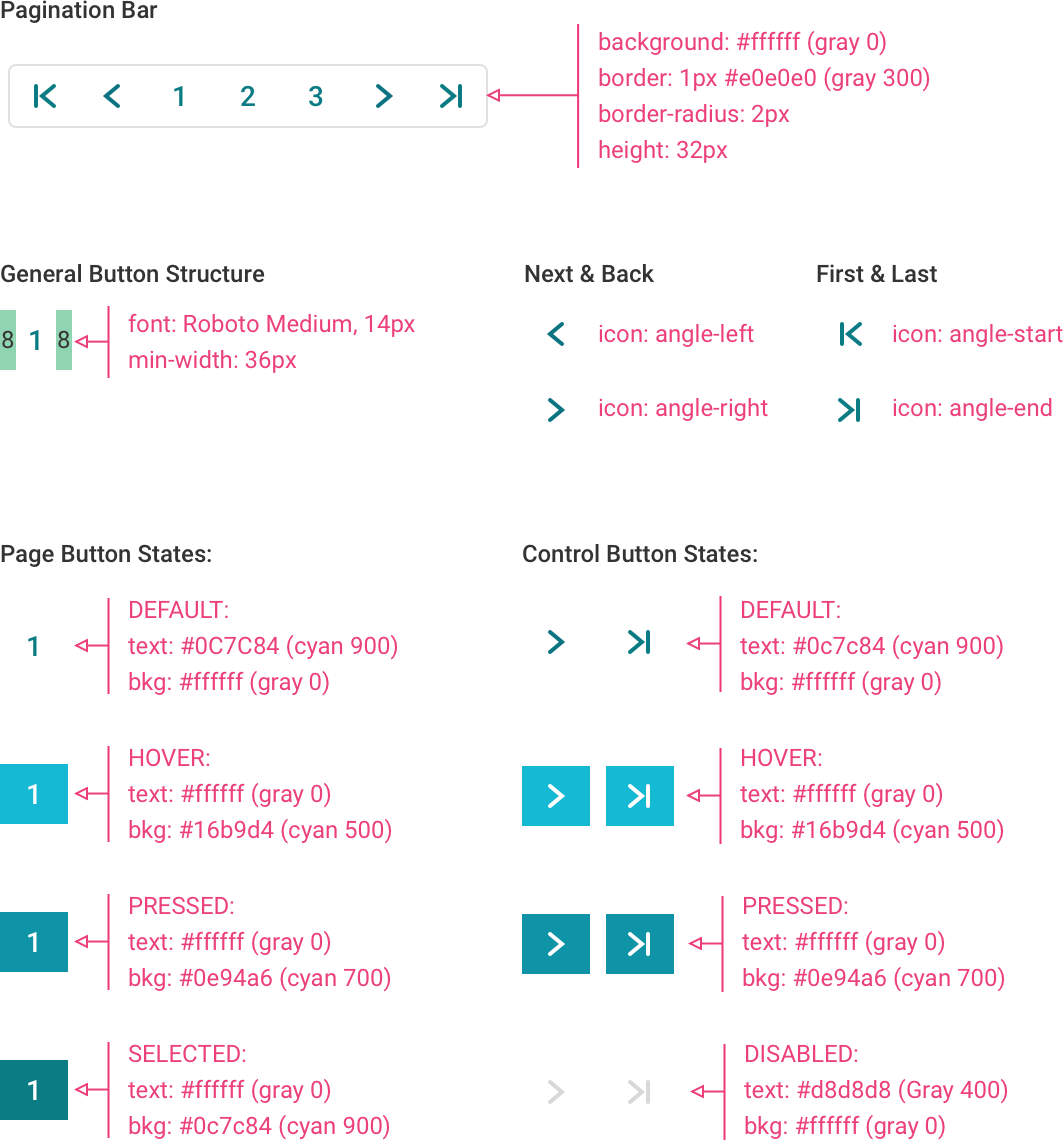 Pagination Bar
1 2 3
background: #ffffff (gray 0)
border: 1px #e0e0e0 (gray 300)
border-radius: 2px
height: 32px
General Button Structure
8 1 8
font: Roboto Medium, 14px
min-width: 36px
Next & Back
icon: angle-left
icon: angle-right
First & Last
icon: angle-start
icon: angle-end
Page Button States:
1
DEFAULT:
text: #0C7C84 (cyan 900)
bkg: #ffffff (gray 0)
1
HOVER:
text: #ffffff (gray 0)
bkg: #16b9d4 (cyan 500)
1
PRESSED:
text: #ffffff (gray 0)
bkg: #0e94a6 (cyan 700)
1
SELECTED:
text: #ffffff (gray 0)
bkg: #0c7c84 (cyan 900)
Control Button States:
DEFAULT:
text: #0c7c84 (cyan 900)
bkg: #ffffff (gray 0)
HOVER:
text: #ffffff (gray 0)
bkg: #16b9d4 (cyan 500)
PRESSED:
text: #ffffff (gray 0)
bkg: #0e94a6 (cyan 700)
DISABLED:
text: #d8d8d8 (Gray 400)
bkg: #ffffff (gray 0)